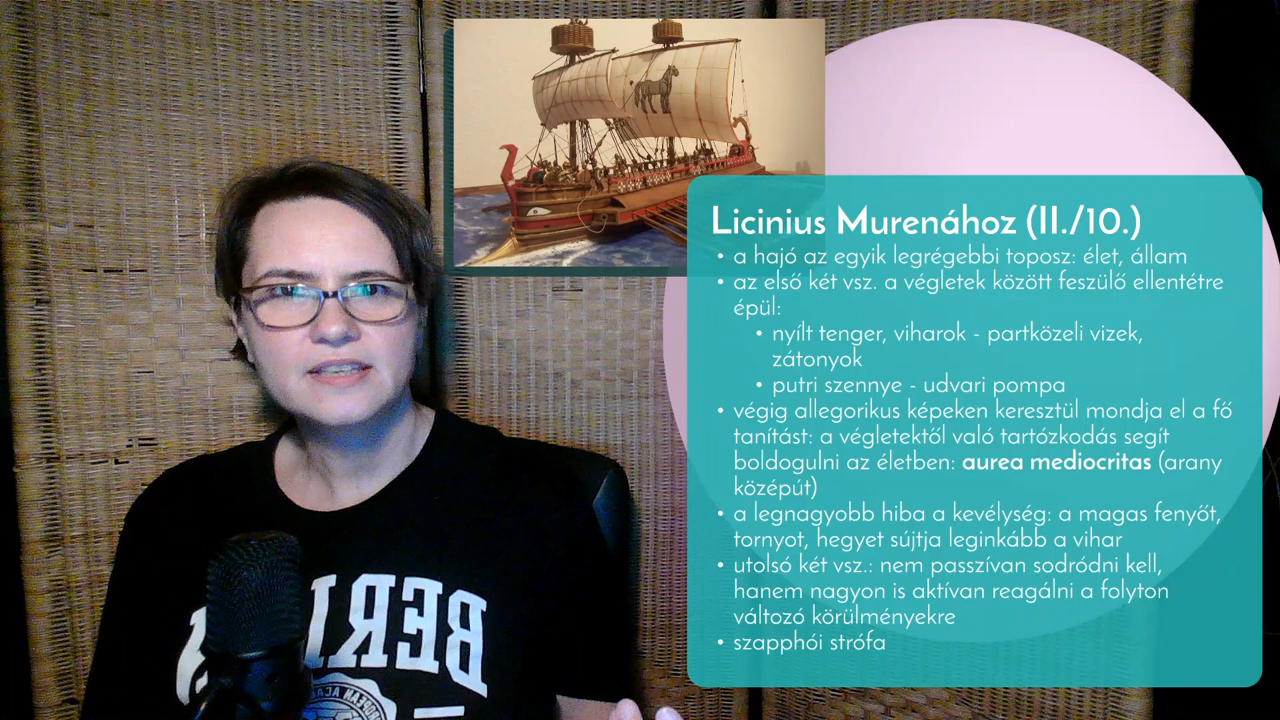 Licinius Murenához (II./10.)
• a hajó az egyik legrégebbi toposz: élet, állam
• az első két vsz. a végletek között feszülő ellentétre
épül:
• nyílt tenger, viharok - partközeli vizek,
zátonyok
• putri szennye - udvari pompa
• végig allegorikus képeken keresztül mondja el a fő
tanítást: a végletektől való tartózkodás segít
boldogulni az életben: aurea mediocritas (arany
középút)
• a legnagyobb hiba a kevélység: a magas fenyőt,
tornyot, hegyet sújtja leginkább a vihar
• utolsó két vsz.: nem passzívan sodródni kell,
hanem nagyon is aktívan reagálni a folyton
változó körülményekre
• szapphói strófa
BERL